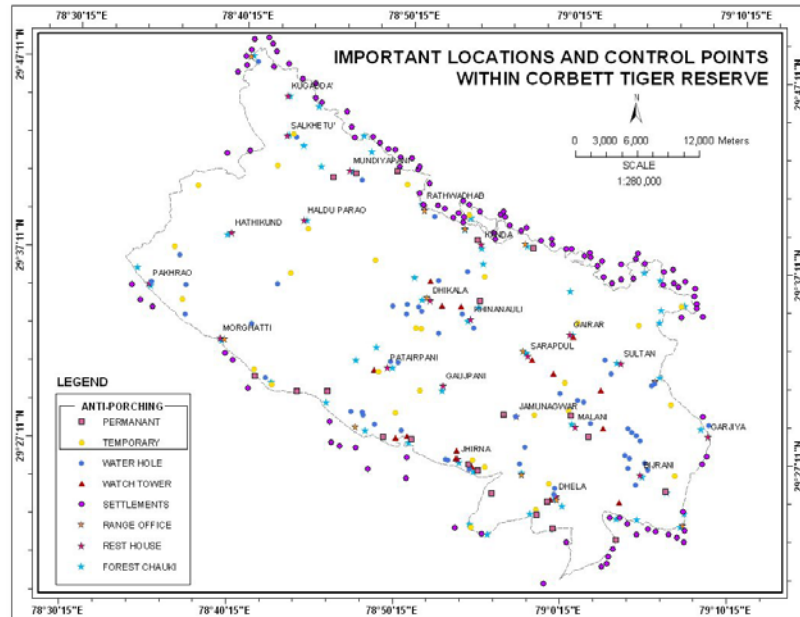 78°30'15"E 78°40'15"E 78°50'15"E 79°0'15"E 79°10'15"E
IMPORTANT LOCATIONS AND CONTROL POINTS
WITHIN CORBETT TIGER RESERVE
N
0 3,000 6,000 12,000 Meters
SCALE
1:280,000
29°47'11"N
29°37'11"N
29°27'11"N
KUGADDA'
SALKHETU'
MUNDIYAPANI
RATHWADHAB
HALDU PARAO
HATHIKUND
KANDA
PAKHRAO
DHIKALA
KHINANAULI
MORGHATTI
GAIRAR
SARAPDUL
SULTAN
PATAIRPANI
GAUJPANI
JAMUNAGWAR
MALANI
GARJIYA
JHIRNA
BIJRANI
DHELA
LEGEND
ANTI-PORCHING
PERMANANT
TEMPORARY
WATER HOLE
WATCH TOWER
SETTLEMENTS
RANGE OFFICE
REST HOUSE
FOREST CHAUKI
78°30'15"E 78°40'15"E 78°50'15"E 79°0'15"E 79°10'15"E